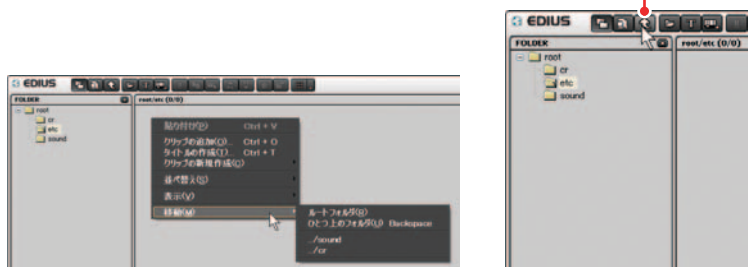 EDIUS
FOLDER
root/etc (0/0)
root
cr
etc
sound
貼り付け(P) Ctrl + V
クリップの追加(O)... Ctrl + O
タイトルの作成(T)... Ctrl + T
クリップの新規作成(C)
並べ替え(S)
表示(V)
移動(M)
ルートフォルダ(R)
ひとつ上のフォルダ(U) Backspace
../sound
../cr
EDIUS
FOLDER
root/etc (0/0)
root
cr
etc
sound